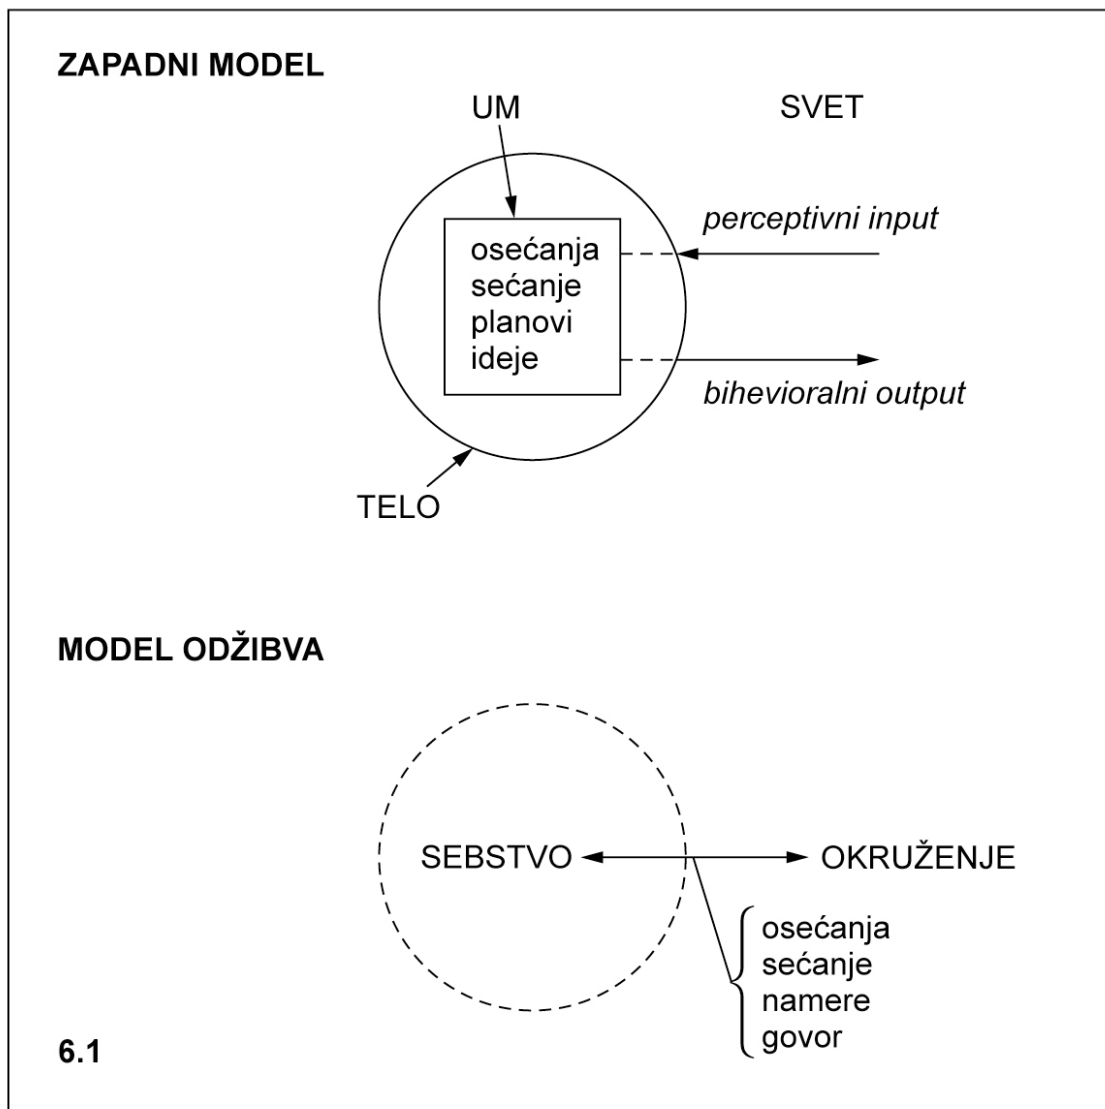 ZAPADNI MODEL
UM
SVET
perceptivni input
osećanja
sećanje
planovi
ideje
bihevioralni output
TELO
MODEL ODŽIBVA
SEBSTVO
OKRUŽENJE
osećanja
sećanje
namere
govor
6.1